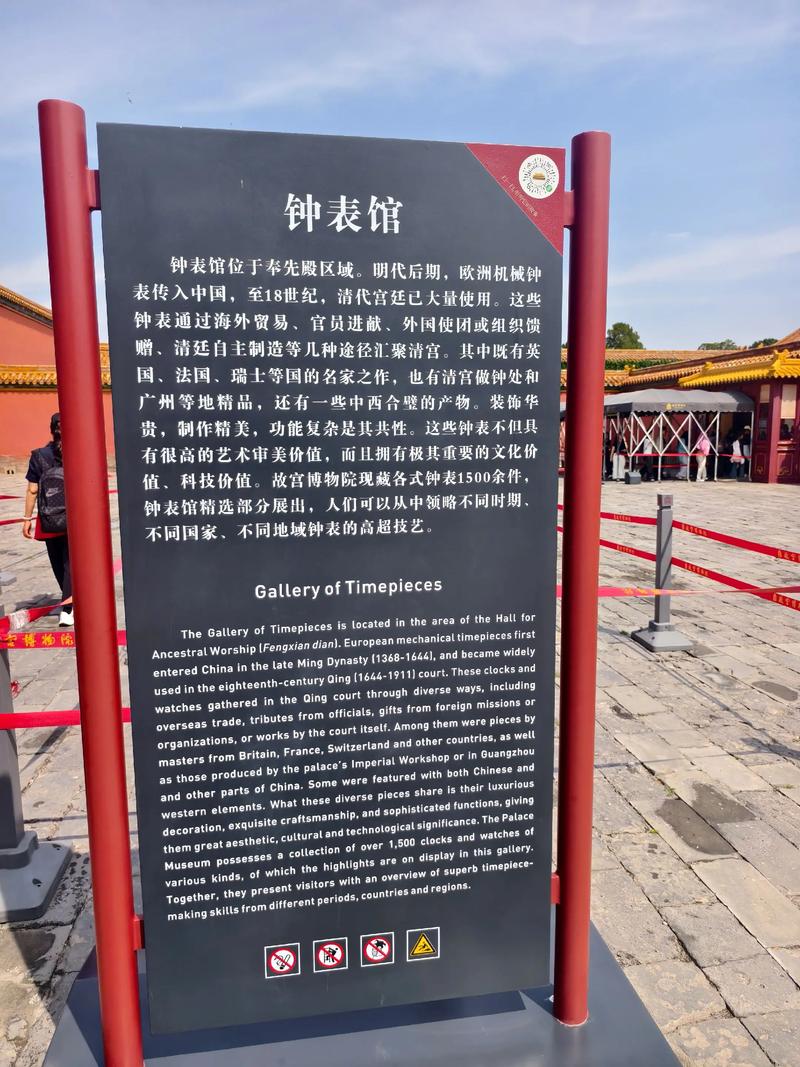 钟表馆
钟表馆位于奉先殿区域。明代后期，欧洲机械钟
表传入中国，至18世纪，清代宫廷已大量使用。这些
钟表通过海外贸易、官员进献、外国使团或组织馈
赠、清廷自主制造等几种途径汇聚清宫。其中既有英
国、法国、瑞士等国的名家之作，也有清宫做钟处和
广州等地精品，还有一些中西合璧的产物。装饰华
贵，制作精美，功能复杂是其共性。这些钟表不但具
有很高的艺术审美价值，而且拥有极其重要的文化价
值、科技价值。故宫博物院现藏各式钟表1500余件，
钟表馆精选部分展出，人们可以从中领略不同时期、
不同国家、不同地域钟表的高超技艺。
Gallery of Timepieces
The Gallery of Timepieces is located in the area of the Hall for
Ancestral Worship (Fengxian dian). European mechanical timepieces first
entered China in the late Ming Dynasty (1368-1644), and became widely
used in the eighteenth-century Qing (1644-1911) court. These clocks and
watches gathered in the Qing court through diverse ways, including
overseas trade, tributes from officials, gifts from foreign missions or
organizations, or works by the court itself. Among them were pieces by
masters from Britain, France, Switzerland and other countries, as well
as those produced by the palace's Imperial Workshop or in Guangzhou
and other parts of China. Some were featured with both Chinese and
western elements. What these diverse pieces share is their luxurious
decoration, exquisite craftsmanship, and sophisticated functions, giving
them great aesthetic, cultural and technological significance. The Palace
Museum possesses a collection of over 1,500 clocks and watches of
various kinds, of which the highlights are on display in this gallery.
Together, they present visitors with an overview of superb timepiece-
making skills from different periods, countries and regions.
宫博物院